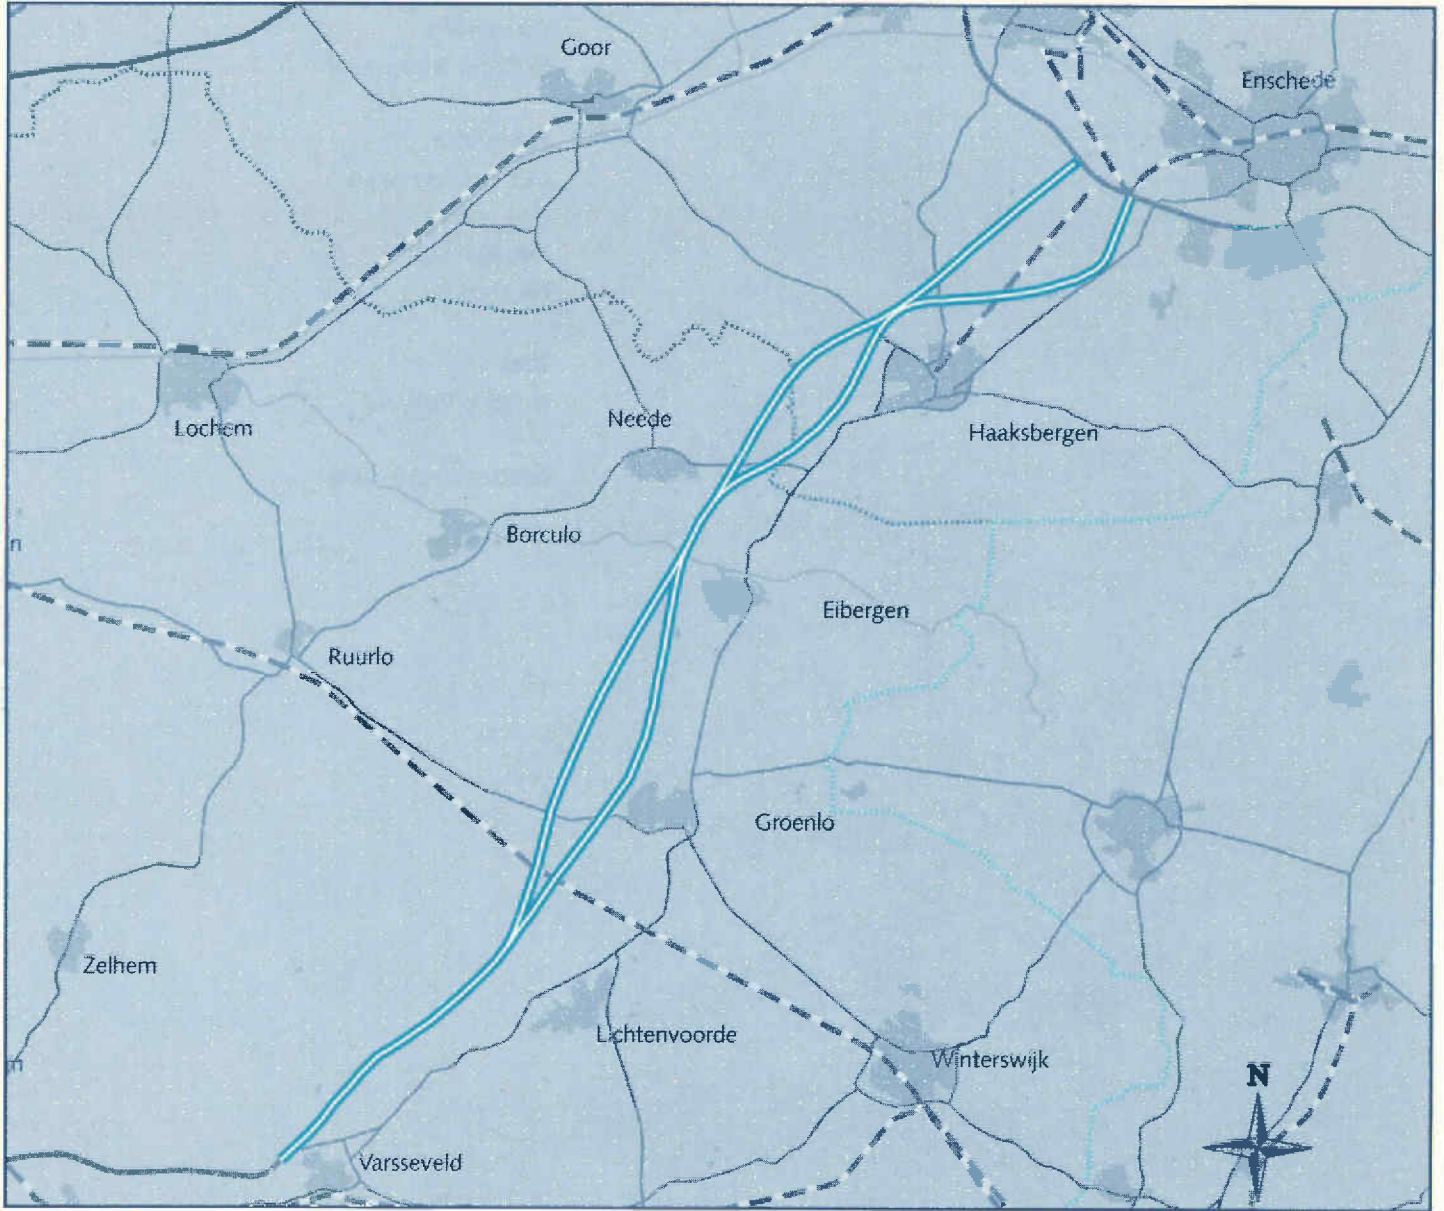 Goor
Enschede
Lochem
Neede
Haaksbergen
Borculo
n
Eibergen
Ruurlo
Groenlo
Zelhem
Lichtenvoorde
Winterswijk
n
N
Varsseveld